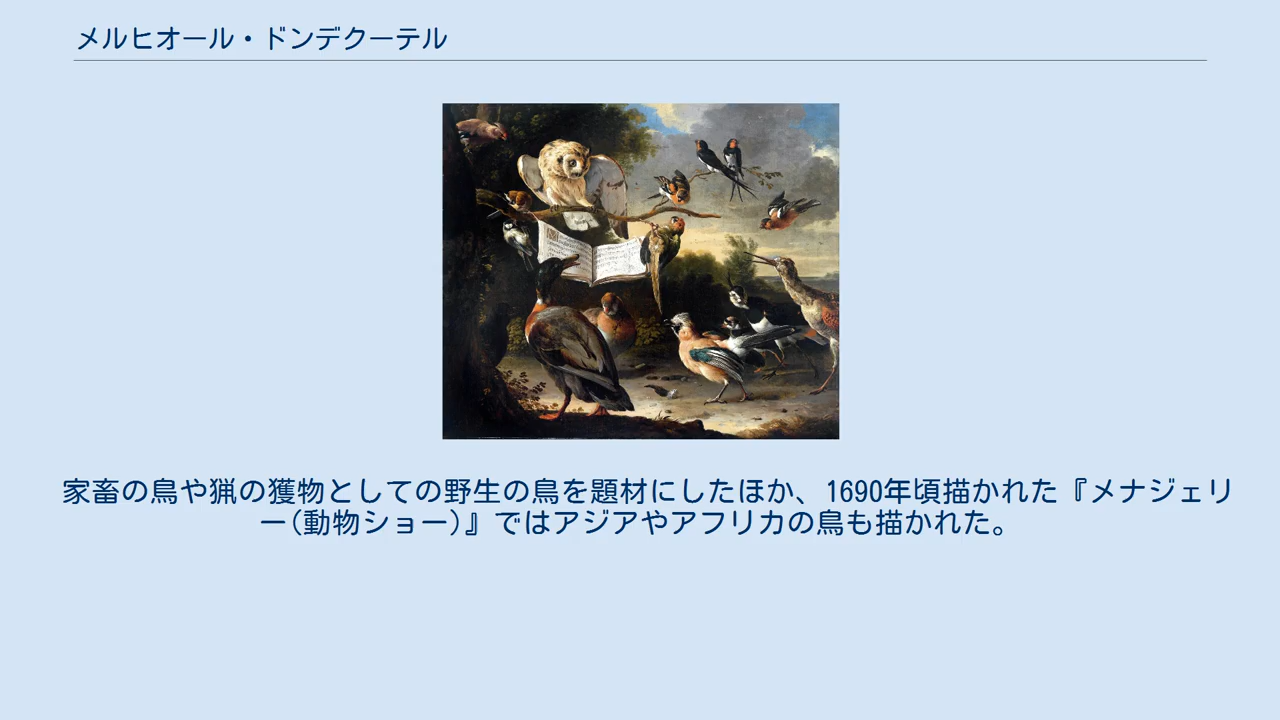 メルヒオール・ドンデクーテル
家畜の鳥や猟の獲物としての野生の鳥を題材にしたほか、1690年頃描かれた『メナジェリ
ー(動物ショー)』ではアジアやアフリカの鳥も描かれた。